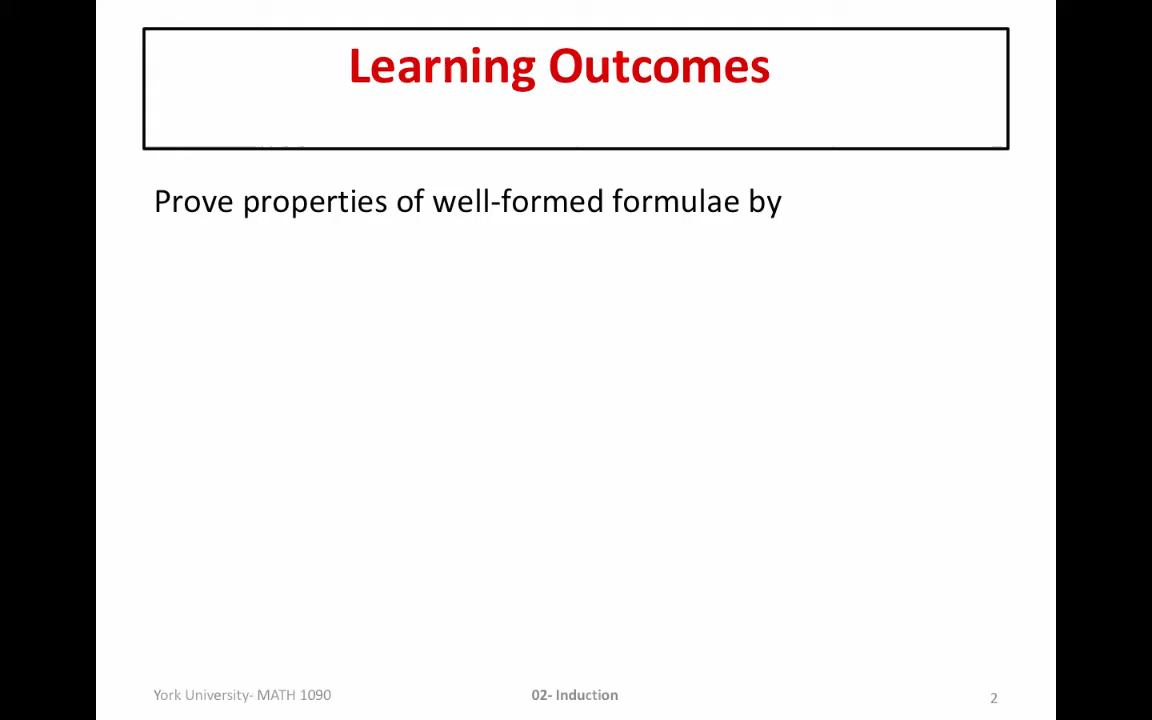 Learning Outcomes
Prove properties of well-formed formulae by
York University- MATH 1090
02- Induction
2